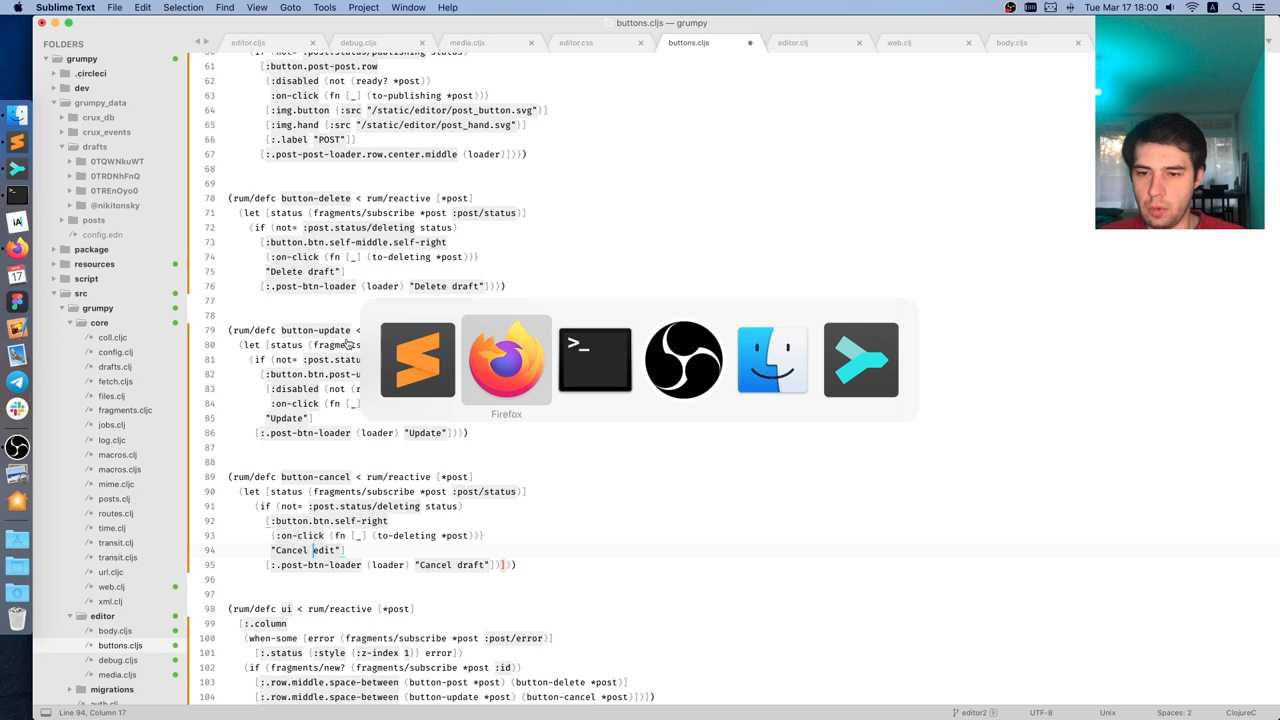 Sublime Text File Edit Selection Find View Goto Tools Project Window Help Tue Mar 17 18:00
buttons.cljs — grumpy
FOLDERS
editor.cljs debug.cljs media.cljs editor.css buttons.cljs editor.clj web.clj body.cljs
grumpy
.circleci
dev
grumpy_data
crux_db
crux_events
drafts
0TQWNkuWT
0TRDNhFnQ
0TREnOyo0
@nikitonsky
posts
config.edn
package
resources
script
src
grumpy
core
coll.cljc
config.clj
drafts.clj
fetch.cljs
files.clj
fragments.cljc
jobs.clj
log.cljc
macros.clj
macros.cljs
mime.cljc
posts.clj
routes.clj
time.clj
transit.clj
transit.cljs
url.cljc
web.clj
xml.clj
editor
body.cljs
buttons.cljs
debug.cljs
media.cljs
migrations
61 [:button.post-post.row
62 {:disabled (not (ready? *post))
63 :on-click (fn [_] (to-publishing *post))}
64 [:img.button {:src "/static/editor/post_button.svg"}]
65 [:img.hand {:src "/static/editor/post_hand.svg"}]
66 [:.label "POST"]]
67 [:.post-post-loader.row.center.middle (loader)])))
68
69
70 (rum/defc button-delete < rum/reactive [*post]
71 (let [status (fragments/subscribe *post :post/status)]
72 (if (not= :post.status/deleting status)
73 [:button.btn.self-middle.self-right
74 {:on-click (fn [_] (to-deleting *post))}
75 "Delete draft"]
76 [:.post-btn-loader (loader) "Delete draft"])))
77
78
79 (rum/defc button-update <
80 (let [status (fragments
81 (if (not= :post.statu
82 [:button.btn.post-u
83 {:disabled (not (r
84 :on-click (fn [_]
85 "Update"]
86 [:.post-btn-loader (loader) "Update"])))
87
88
89 (rum/defc button-cancel < rum/reactive [*post]
90 (let [status (fragments/subscribe *post :post/status)]
91 (if (not= :post.status/deleting status)
92 [:button.btn.self-right
93 {:on-click (fn [_] (to-deleting *post))}
94 "Cancel edit"]
95 [:.post-btn-loader (loader) "Cancel draft"])]))
96
97
98 (rum/defc ui < rum/reactive [*post]
99 [:.column
100 (when-some [error (fragments/subscribe *post :post/error)]
101 [:.status {:style {:z-index 1}} error])
102 (if (fragments/new? (fragments/subscribe *post :id))
103 [:.row.middle.space-between (button-post *post) (button-delete *post)]
104 [:.row.middle.space-between (button-update *post) (button-cancel *post)])])
Firefox
Line 94, Column 17 editor2 9 UTF-8 Unix Spaces: 2 ClojureC